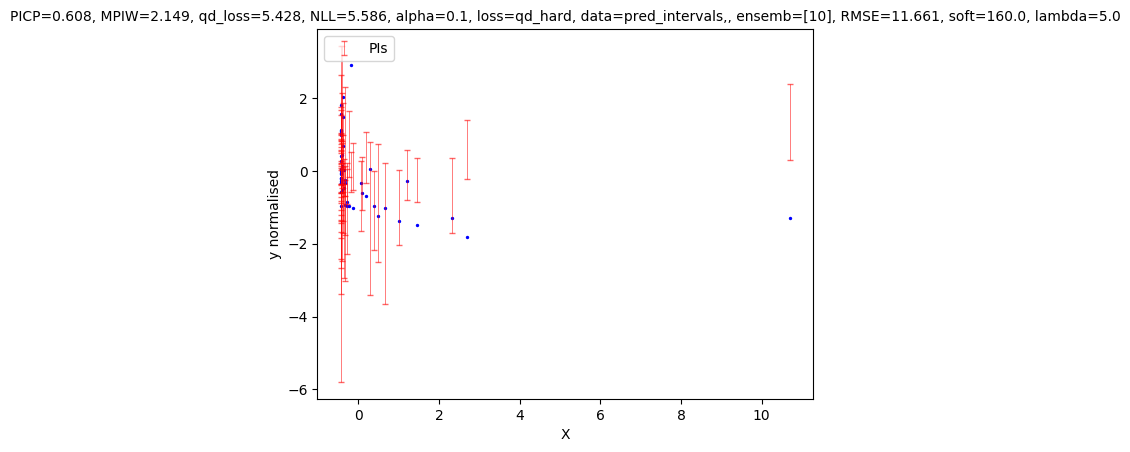 PICP=0.608, MPIW=2.149, qd_loss=5.428, NLL=5.586, alpha=0.1, loss=qd_hard, data=pred_intervals,, ensemb=[10], RMSE=11.661, soft=160.0, lambda=5.0
PIs
2
0
−2
−4
−6
y normalised
0 2 4 6 8 10
X